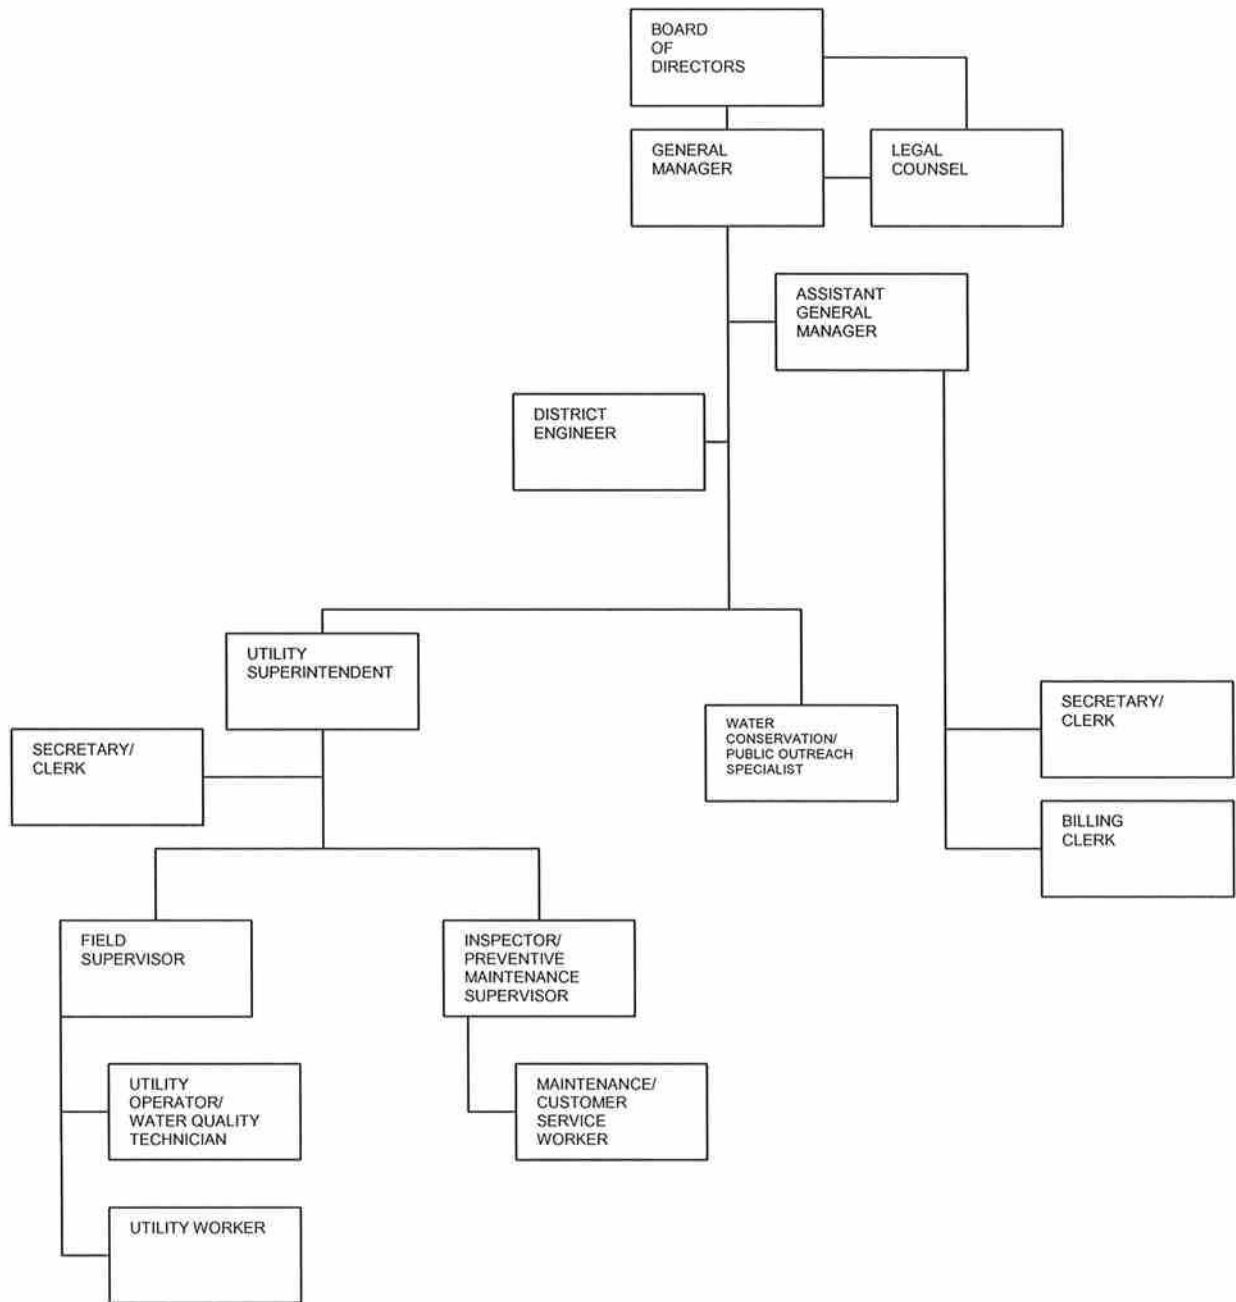 BOARD
OF
DIRECTORS
GENERAL
MANAGER
LEGAL
COUNSEL
ASSISTANT
GENERAL
MANAGER
DISTRICT
ENGINEER
UTILITY
SUPERINTENDENT
SECRETARY/
CLERK
WATER
CONSERVATION/
PUBLIC OUTREACH
SPECIALIST
SECRETARY/
CLERK
BILLING
CLERK
FIELD
SUPERVISOR
INSPECTOR/
PREVENTIVE
MAINTENANCE
SUPERVISOR
UTILITY
OPERATOR/
WATER QUALITY
TECHNICIAN
MAINTENANCE/
CUSTOMER
SERVICE
WORKER
UTILITY WORKER